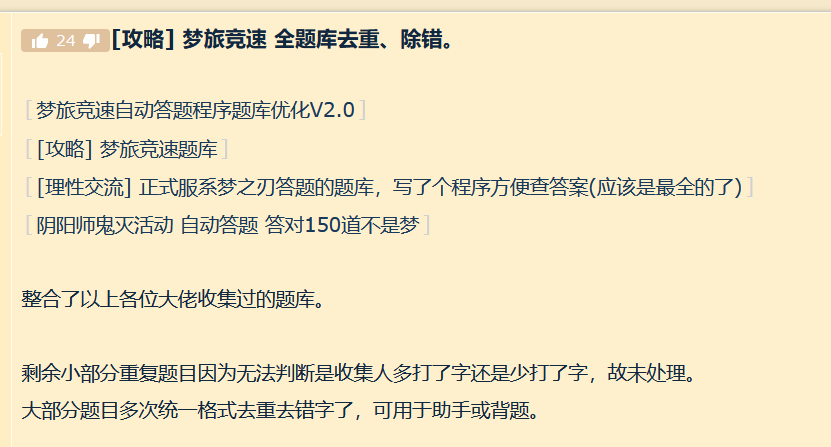 24 [攻略] 梦旅竞速 全题库去重、除错。
[梦旅竞速自动答题程序题库优化V2.0]
[[攻略] 梦旅竞速题库]
[[理性交流] 正式服系梦之刃答题的题库，写了个程序方便查答案(应该是最全的了)]
[阴阳师鬼灭活动 自动答题 答对150道不是梦]
整合了以上各位大佬收集过的题库。
剩余小部分重复题目因为无法判断是收集人多打了字还是少打了字，故未处理。
大部分题目多次统一格式去重去错字了，可用于助手或背题。